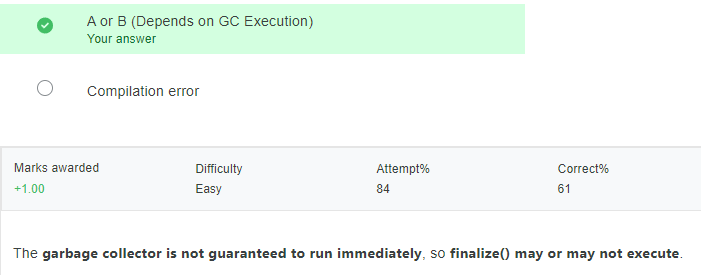 A or B (Depends on GC Execution)
Your answer
Compilation error
Marks awarded Difficulty Attempt% Correct%
+1.00 Easy 84 61
The garbage collector is not guaranteed to run immediately, so finalize() may or may not execute.